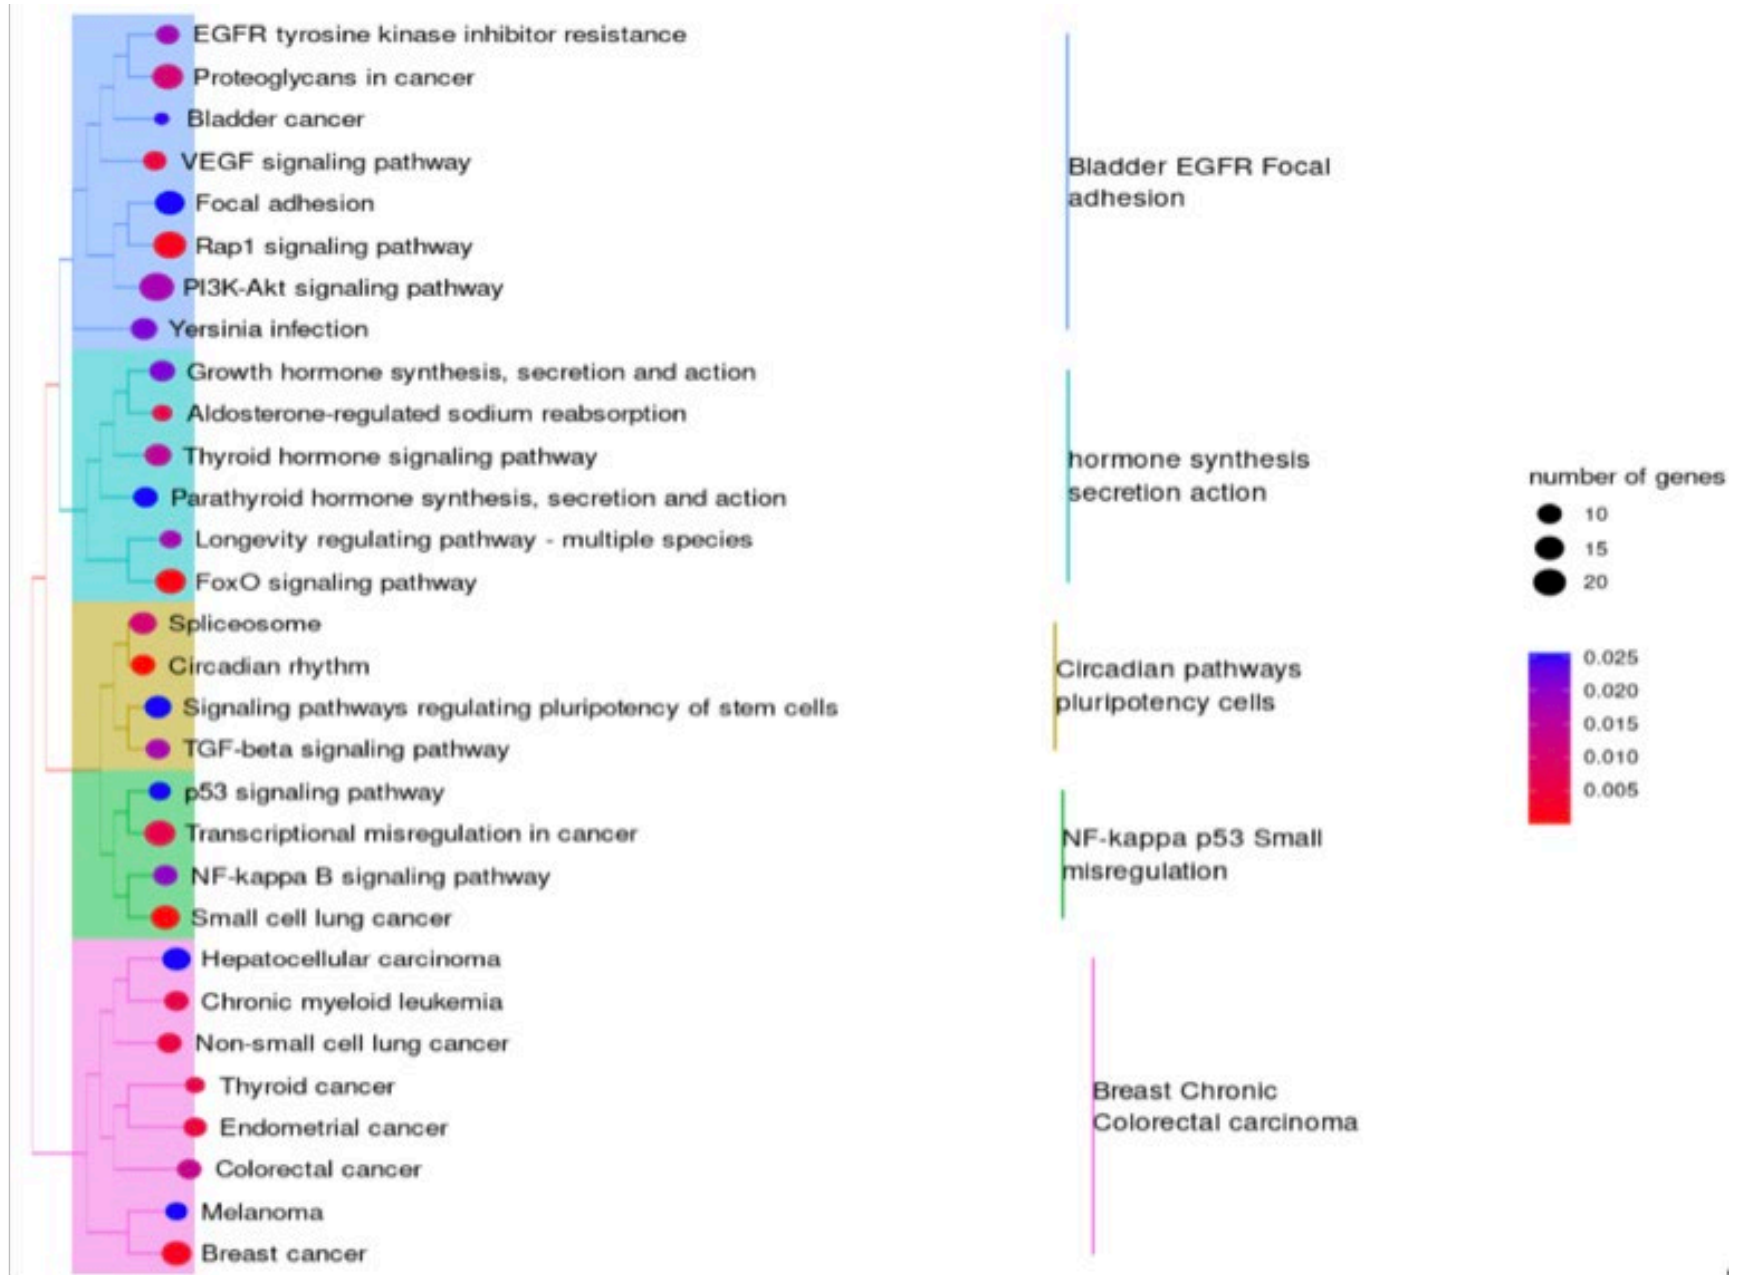 EGFR tyrosine kinase inhibitor resistance
Proteoglycans in cancer
Bladder cancer
VEGF signaling pathway
Focal adhesion
Rap1 signaling pathway
PI3K-Akt signaling pathway
Yersinia infection
Growth hormone synthesis, secretion and action
Aldosterone-regulated sodium reabsorption
Thyroid hormone signaling pathway
Parathyroid hormone synthesis, secretion and action
Longevity regulating pathway - multiple species
FoxO signaling pathway
Spliceosome
Circadian rhythm
Signaling pathways regulating pluripotency of stem cells
TGF-beta signaling pathway
p53 signaling pathway
Transcriptional misregulation in cancer
NF-kappa B signaling pathway
Small cell lung cancer
Hepatocellular carcinoma
Chronic myeloid leukemia
Non-small cell lung cancer
Thyroid cancer
Endometrial cancer
Colorectal cancer
Melanoma
Breast cancer
Bladder EGFR Focal
adhesion
hormone synthesis
secretion action
Circadian pathways
pluripotency cells
NF-kappa p53 Small
misregulation
Breast Chronic
Colorectal carcinoma
number of genes
10
15
20
0.025
0.020
0.015
0.010
0.005